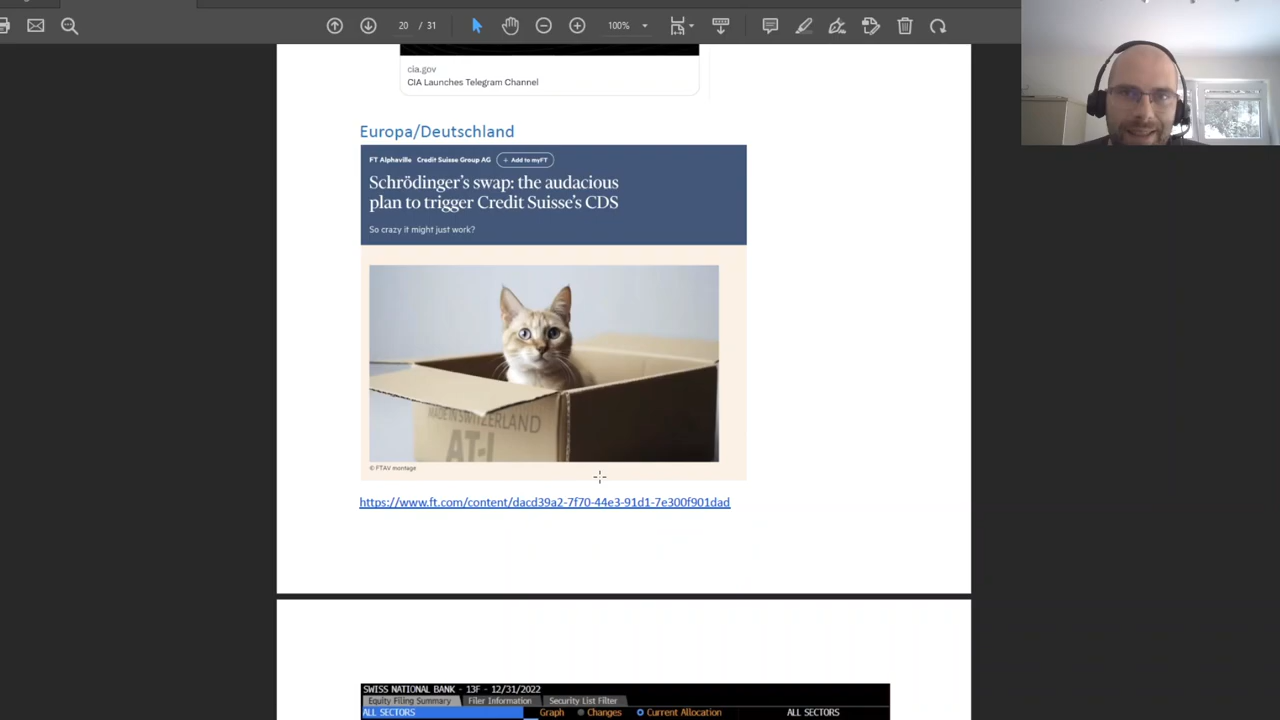 20 / 31
100%
cia.gov
CIA Launches Telegram Channel
Europa/Deutschland
FT Alphaville Credit Suisse Group AG + Add to myFT
Schrödinger's swap: the audacious
plan to trigger Credit Suisse's CDS
So crazy it might just work?
MADE IN SWITZERLAND
AT-1
© FTAV montage
https://www.ft.com/content/dacd39a2-7f70-44e3-91d1-7e300f901dad
SWISS NATIONAL BANK - 13F - 12/31/2022
Equity Filing Summary Filer Information Security List Filter
ALL SECTORS Graph Changes Current Allocation ALL SECTORS